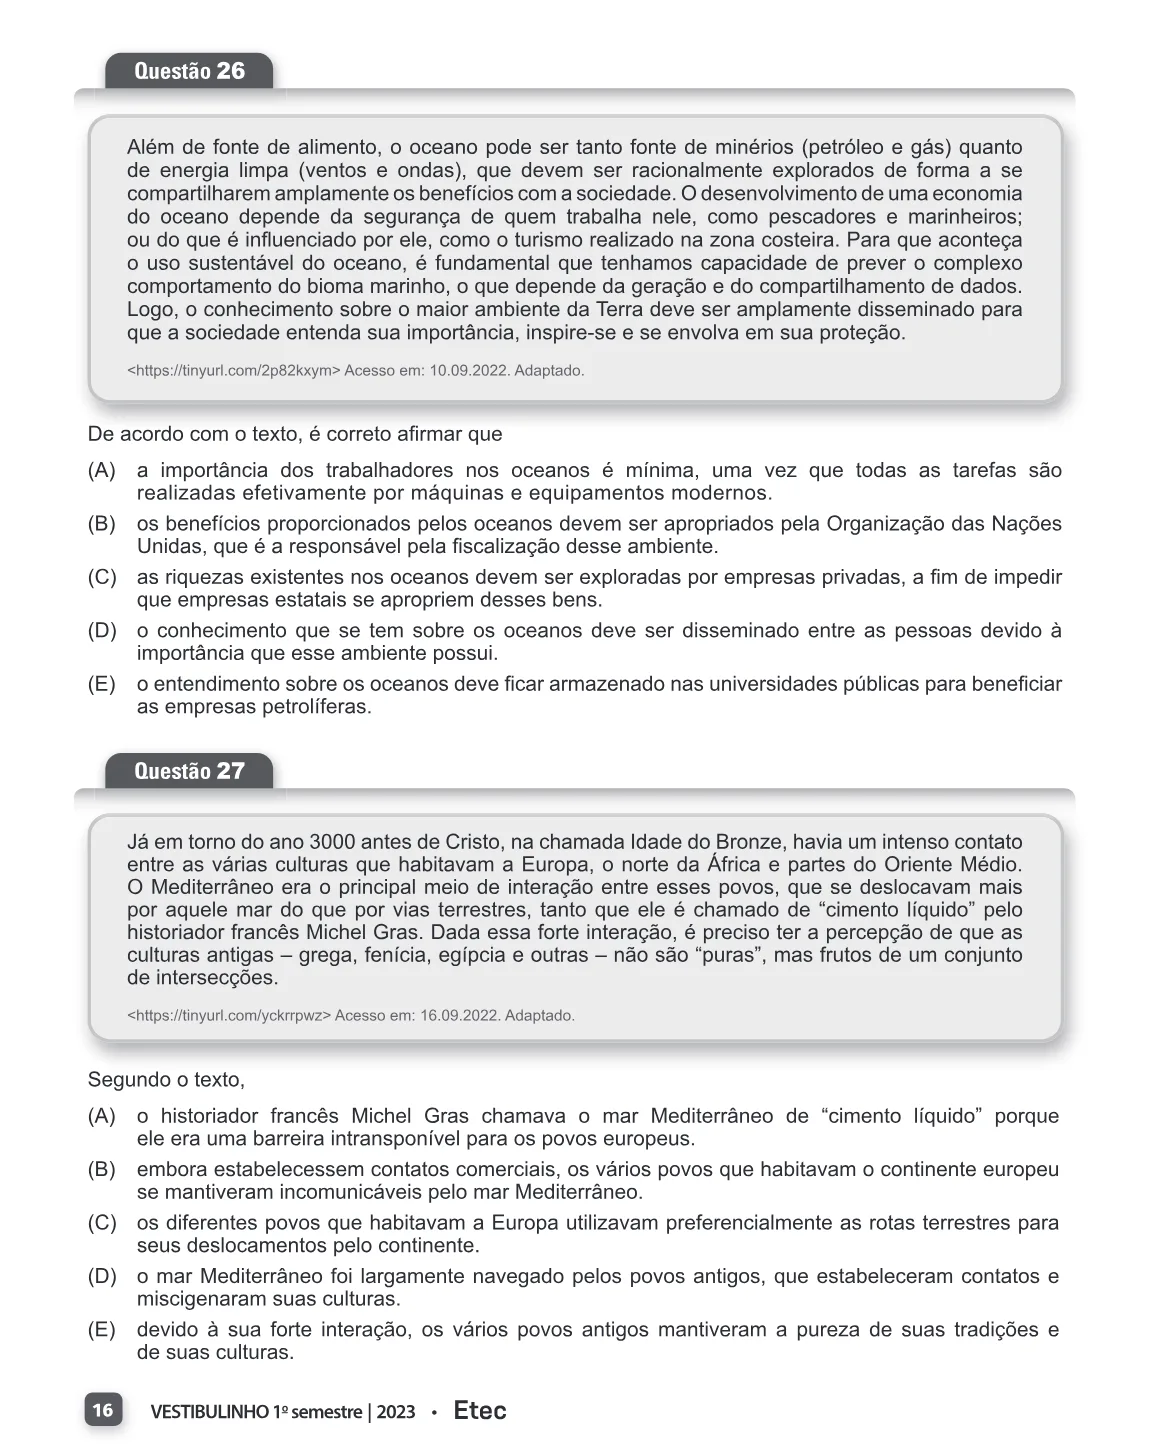 Questão 26
Além de fonte de alimento, o oceano pode ser tanto fonte de minérios (petróleo e gás) quanto
de energia limpa (ventos e ondas), que devem ser racionalmente explorados de forma a se
compartilharem amplamente os benefícios com a sociedade. O desenvolvimento de uma economia
do oceano depende da segurança de quem trabalha nele, como pescadores e marinheiros;
ou do que é influenciado por ele, como o turismo realizado na zona costeira. Para que aconteça
o uso sustentável do oceano, é fundamental que tenhamos capacidade de prever o complexo
comportamento do bioma marinho, o que depende da geração e do compartilhamento de dados.
Logo, o conhecimento sobre o maior ambiente da Terra deve ser amplamente disseminado para
que a sociedade entenda sua importância, inspire-se e se envolva em sua proteção.
<https://tinyurl.com/2p82kxym> Acesso em: 10.09.2022. Adaptado.
De acordo com o texto, é correto afirmar que
(A) a importância dos trabalhadores nos oceanos é mínima, uma vez que todas as tarefas são
realizadas efetivamente por máquinas e equipamentos modernos.
(B) os benefícios proporcionados pelos oceanos devem ser apropriados pela Organização das Nações
Unidas, que é a responsável pela fiscalização desse ambiente.
(C) as riquezas existentes nos oceanos devem ser exploradas por empresas privadas, a fim de impedir
que empresas estatais se apropriem desses bens.
(D) o conhecimento que se tem sobre os oceanos deve ser disseminado entre as pessoas devido à
importância que esse ambiente possui.
(E) o entendimento sobre os oceanos deve ficar armazenado nas universidades públicas para beneficiar
as empresas petrolíferas.
Questão 27
Já em torno do ano 3000 antes de Cristo, na chamada Idade do Bronze, havia um intenso contato
entre as várias culturas que habitavam a Europa, o norte da África e partes do Oriente Médio.
O Mediterrâneo era o principal meio de interação entre esses povos, que se deslocavam mais
por aquele mar do que por vias terrestres, tanto que ele é chamado de “cimento líquido” pelo
historiador francês Michel Gras. Dada essa forte interação, é preciso ter a percepção de que as
culturas antigas – grega, fenícia, egípcia e outras – não são “puras”, mas frutos de um conjunto
de intersecções.
<https://tinyurl.com/yckrrpwz> Acesso em: 16.09.2022. Adaptado.
Segundo o texto,
(A) o historiador francês Michel Gras chamava o mar Mediterrâneo de “cimento líquido” porque
ele era uma barreira intransponível para os povos europeus.
(B) embora estabelecessem contatos comerciais, os vários povos que habitavam o continente europeu
se mantiveram incomunicáveis pelo mar Mediterrâneo.
(C) os diferentes povos que habitavam a Europa utilizavam preferencialmente as rotas terrestres para
seus deslocamentos pelo continente.
(D) o mar Mediterrâneo foi largamente navegado pelos povos antigos, que estabeleceram contatos e
miscigenaram suas culturas.
(E) devido à sua forte interação, os vários povos antigos mantiveram a pureza de suas tradições e
de suas culturas.
16 VESTIBULINHO 1º semestre | 2023 • Etec